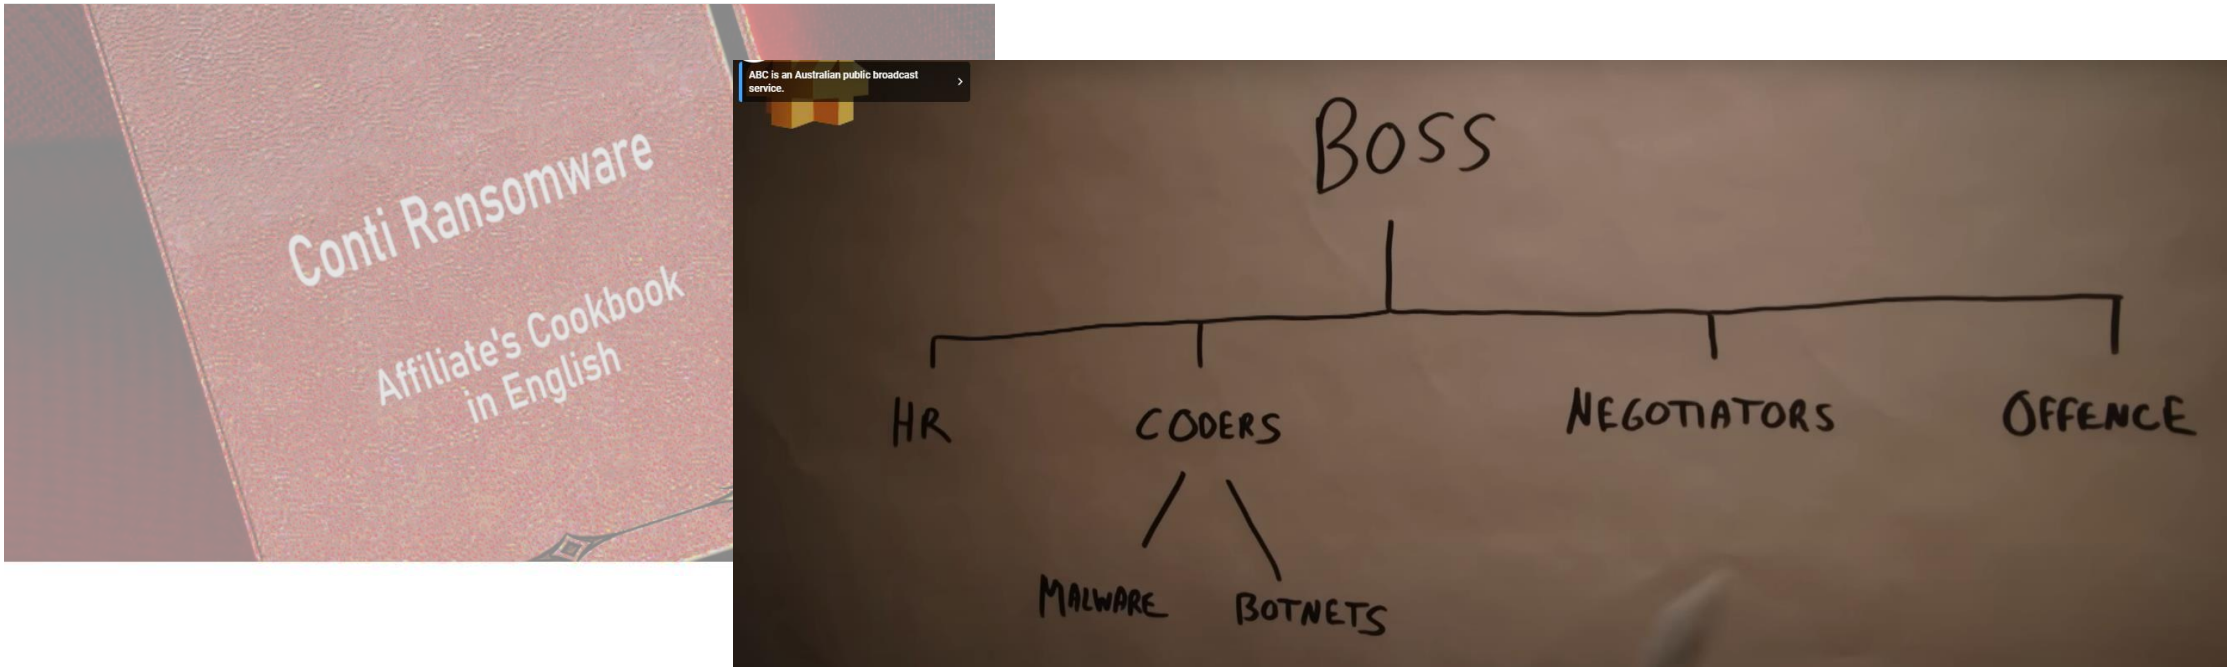 Conti Ransomware
Affiliate's Cookbook
in English
ABC is an Australian public broadcast
service.
BOSS
HR
CODERS
NEGOTIATORS
OFFENCE
MALWARE
BOTNETS